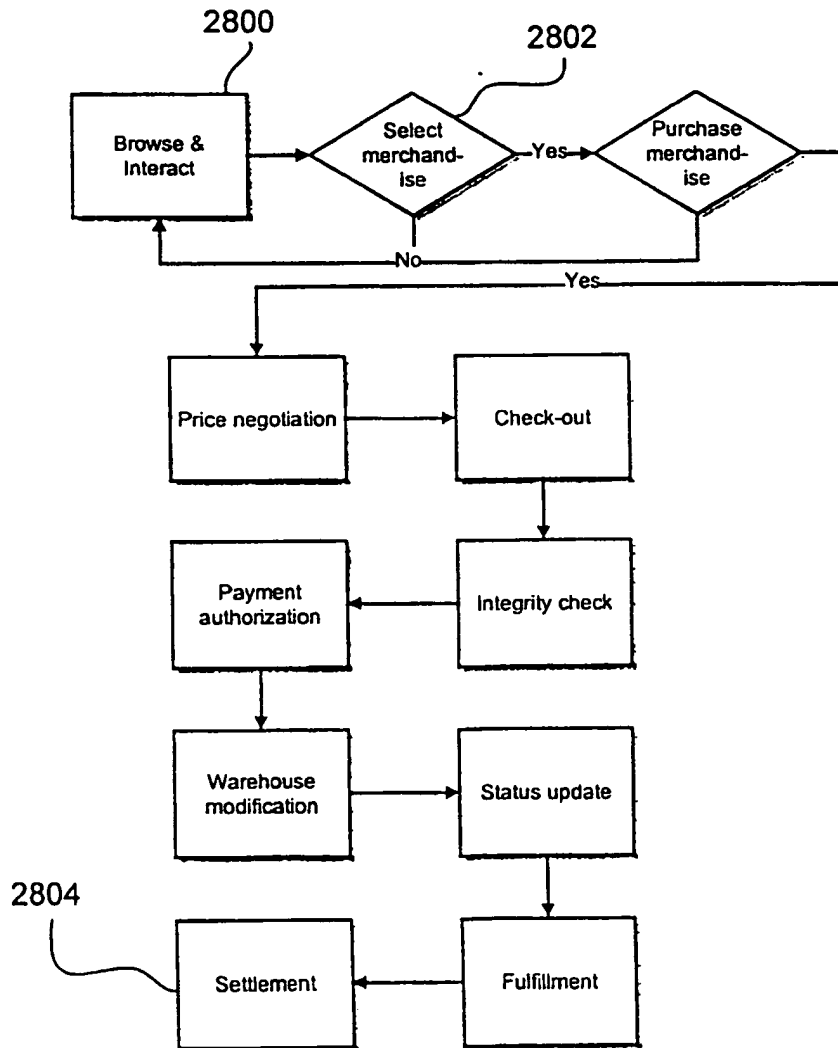 2800
2802
Browse &
Interact
Select
merchand-
ise
Yes
Purchase
merchand-
ise
No
Yes
Price negotiation
Check-out
Payment
authorization
Integrity check
Warehouse
modification
Status update
2804
Settlement
Fulfillment